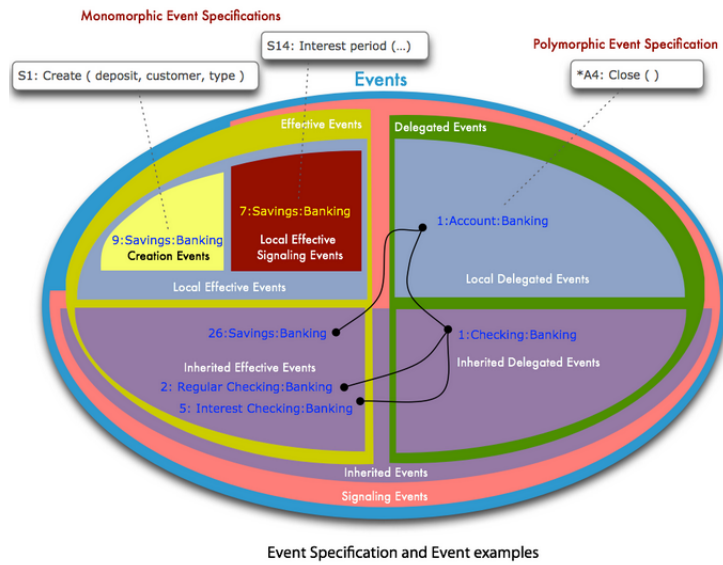 Monomorphic Event Specifications
S14: Interest period (…)
Polymorphic Event Specification
S1: Create ( deposit, customer, type )
*A4: Close ( )
Events
Effective Events
Delegated Events
7:Savings:Banking
1:Account:Banking
9:Savings:Banking
Creation Events
Local Effective
Signaling Events
Local Effective Events
Local Delegated Events
26:Savings:Banking
1:Checking:Banking
Inherited Effective Events
Inherited Delegated Events
2: Regular Checking:Banking
5: Interest Checking:Banking
Inherited Events
Signaling Events
Event Specification and Event examples